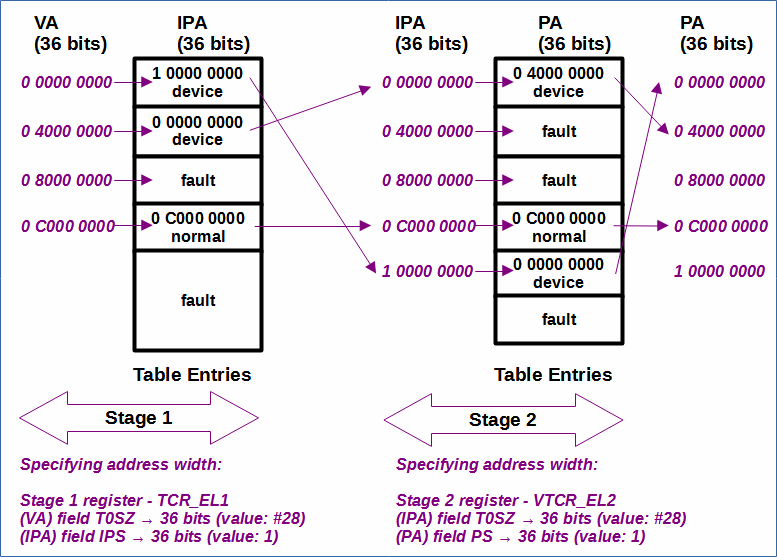 VA IPA IPA PA PA
(36 bits) (36 bits) (36 bits) (36 bits) (36 bits)
0 0000 0000 1 0000 0000 0 0000 0000 0 4000 0000 0 0000 0000
device device
0 4000 0000 0 0000 0000 0 4000 0000 fault 0 4000 0000
device
0 8000 0000 fault 0 8000 0000 fault 0 8000 0000
0 C000 0000 0 C000 0000 0 C000 0000 0 C000 0000 0 C000 0000
normal normal
1 0000 0000 0 0000 0000 1 0000 0000
device
fault fault
Table Entries Table Entries
Stage 1 Stage 2
Specifying address width: Specifying address width:
Stage 1 register - TCR_EL1 Stage 2 register - VTCR_EL2
(VA) field T0SZ → 36 bits (value: #28) (IPA) field T0SZ → 36 bits (value: #28)
(IPA) field IPS → 36 bits (value: 1) (PA) field PS → 36 bits (value: 1)